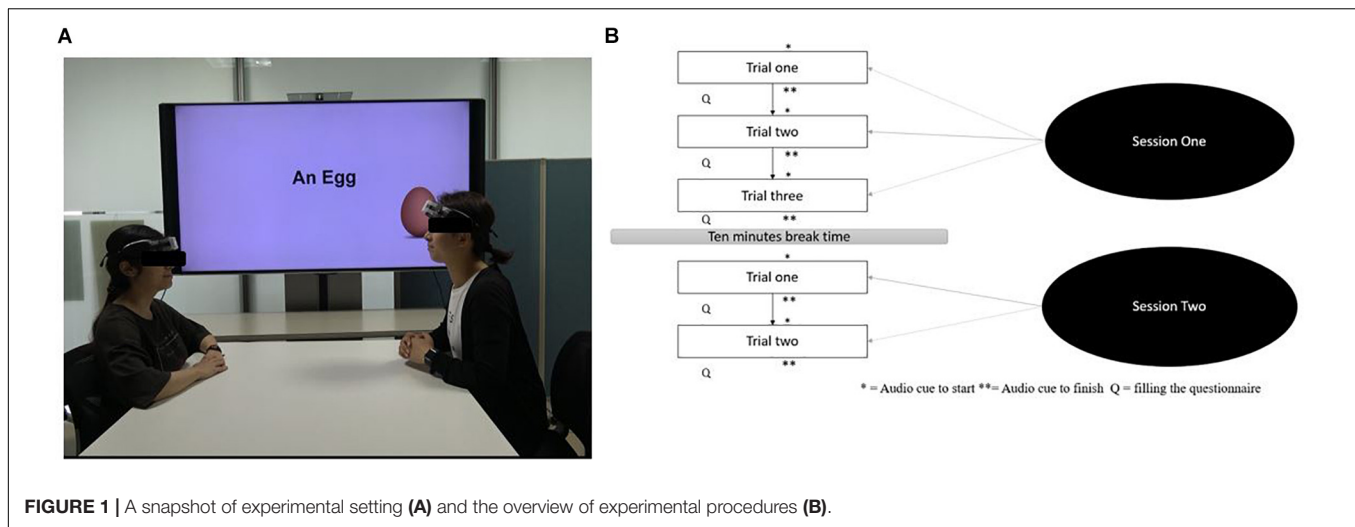 A
An Egg
B
*
Trial one
Q
**
*
Trial two
Q
**
*
Trial three
Q
**
Ten minutes break time
*
Trial one
Q
**
*
Trial two
Q
**
Session One
Session Two
* = Audio cue to start **= Audio cue to finish Q = filling the questionnaire
FIGURE 1 | A snapshot of experimental setting (A) and the overview of experimental procedures (B).